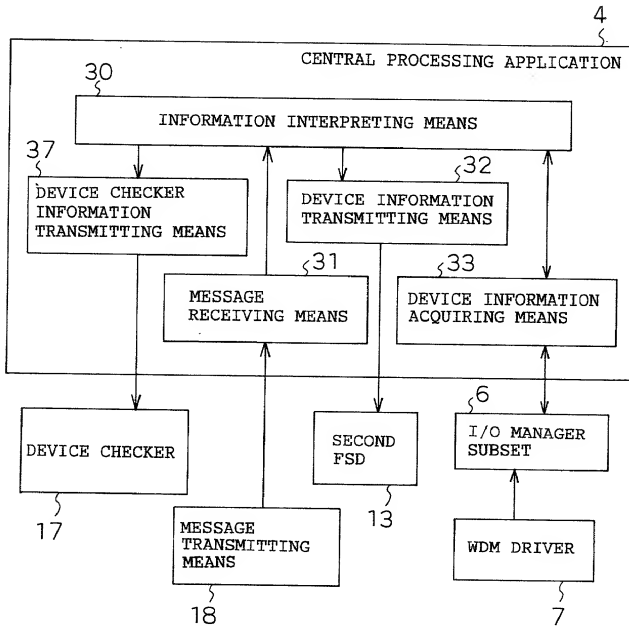 4
CENTRAL PROCESSING APPLICATION
30
INFORMATION INTERPRETING MEANS
37
DEVICE CHECKER
INFORMATION
TRANSMITTING MEANS
32
DEVICE INFORMATION
TRANSMITTING MEANS
31
MESSAGE
RECEIVING MEANS
33
DEVICE INFORMATION
ACQUIRING MEANS
DEVICE CHECKER
17
MESSAGE
TRANSMITTING
MEANS
18
SECOND
FSD
13
6
I/O MANAGER
SUBSET
WDM DRIVER
7